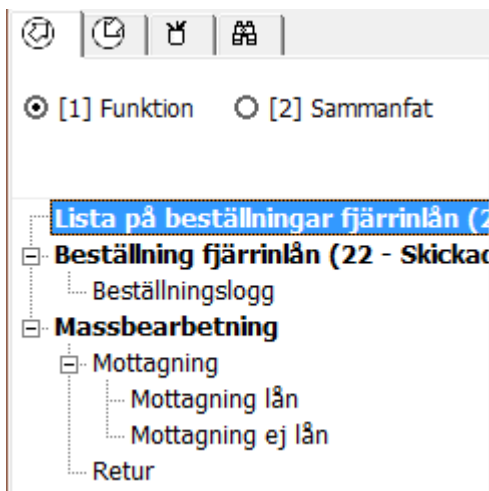 [1] Funktion [2] Sammanfat
Lista på beställningar fjärrinlån (2
Beställning fjärrinlån (22 - Skickad
Beställningslogg
Massbearbetning
Mottagning
Mottagning lån
Mottagning ej lån
Retur